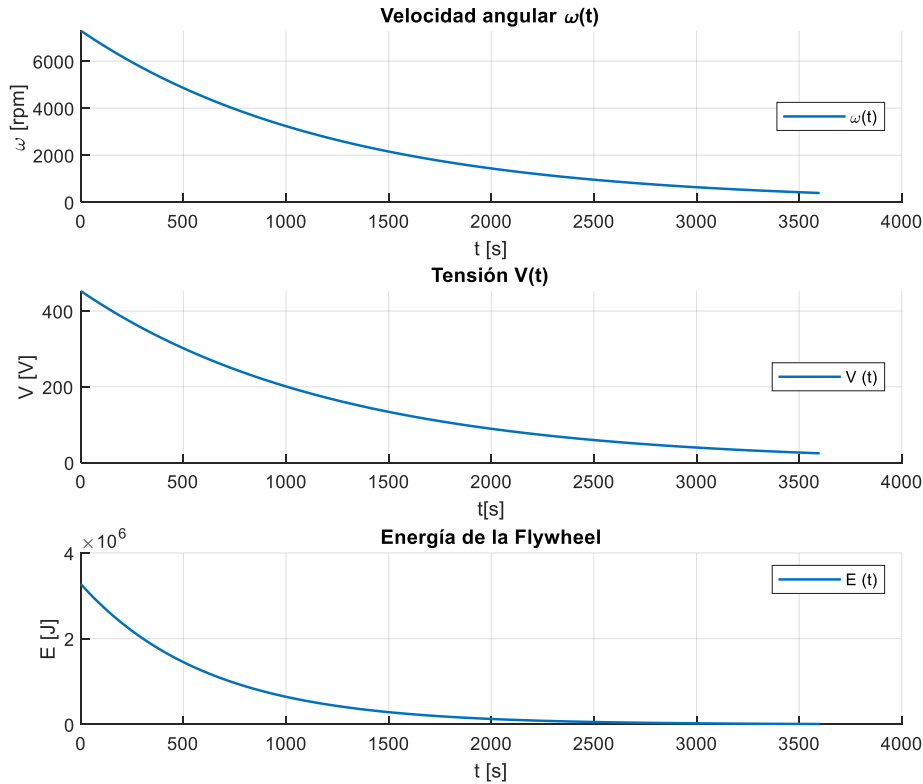 Velocidad angular ω(t)
6000
4000
2000
0
ω [rpm]
ω(t)
0 500 1000 1500 2000 2500 3000 3500 4000
t [s]
Tensión V(t)
400
200
0
V [V]
V (t)
0 500 1000 1500 2000 2500 3000 3500 4000
t[s]
Energía de la Flywheel
×10⁶
4
2
0
E [J]
E (t)
0 500 1000 1500 2000 2500 3000 3500 4000
t [s]